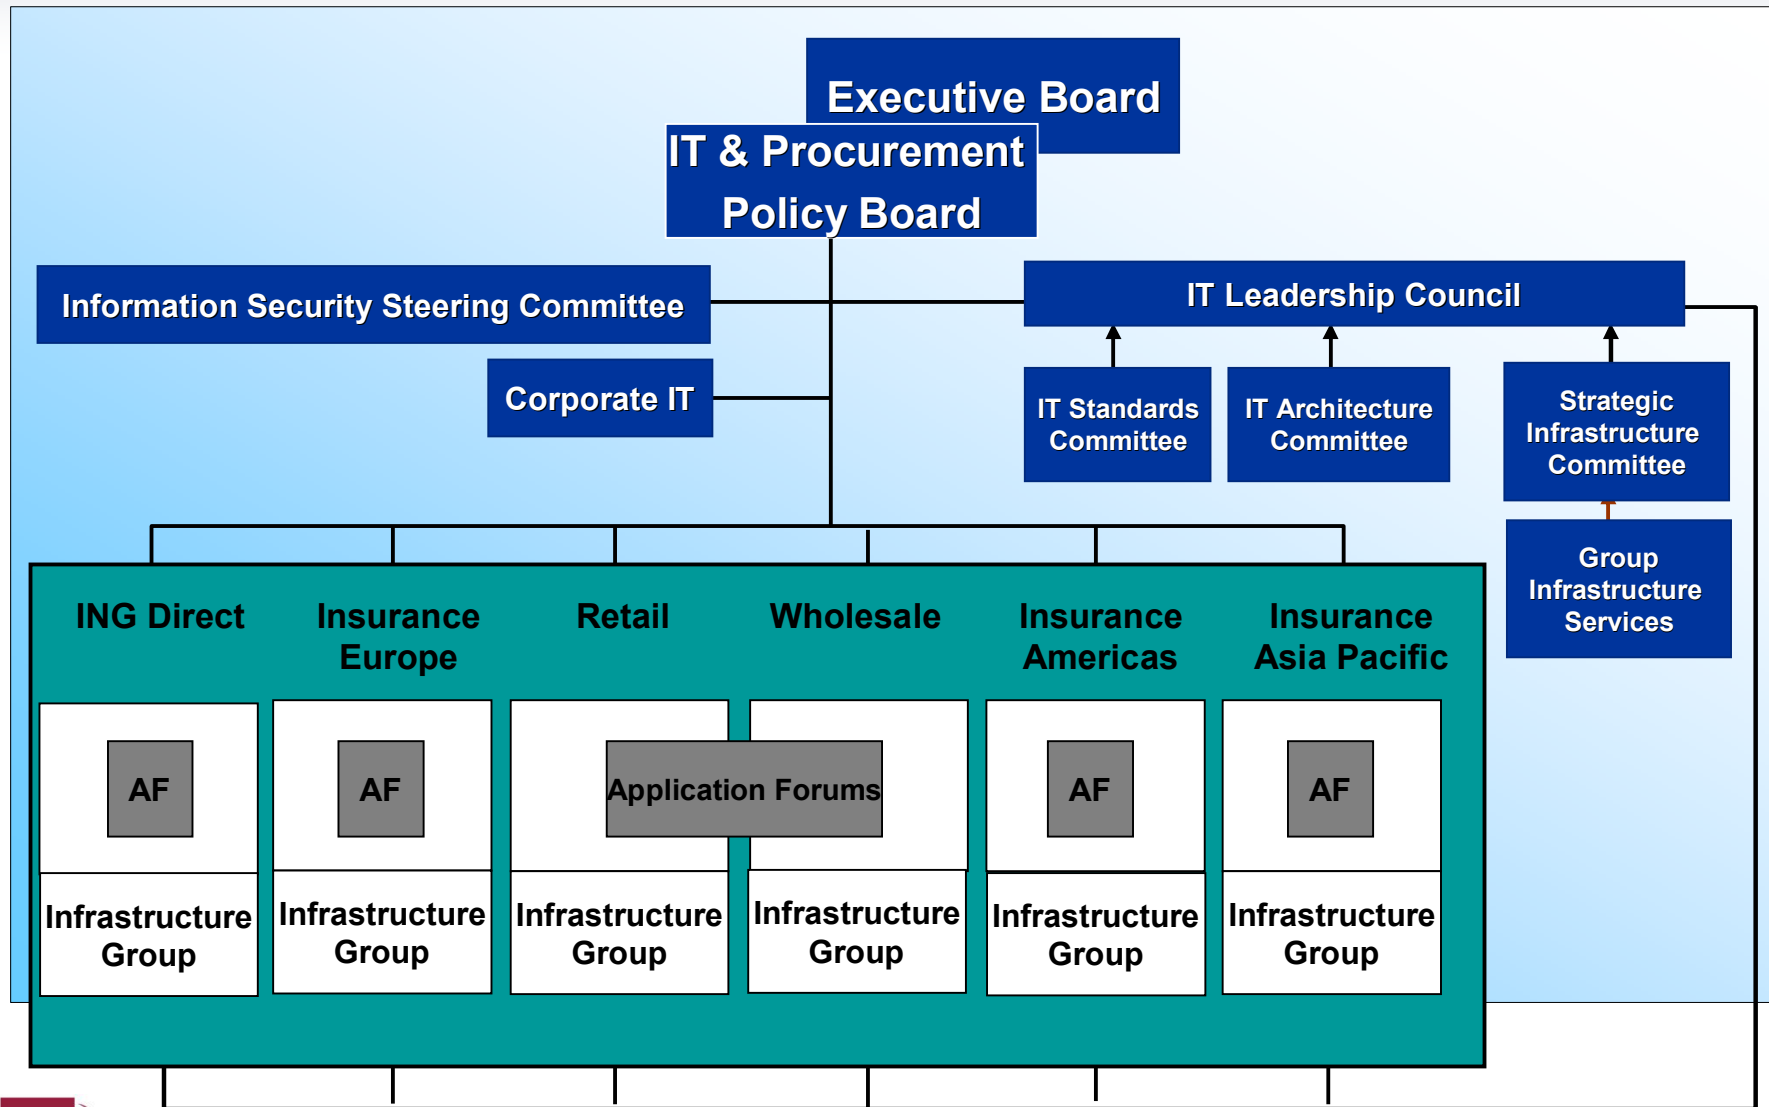 Executive Board
IT & Procurement
Policy Board
Information Security Steering Committee
IT Leadership Council
Corporate IT
IT Standards
Committee
IT Architecture
Committee
Strategic
Infrastructure
Committee
Group
Infrastructure
Services
ING Direct
Insurance
Europe
Retail
Wholesale
Insurance
Americas
Insurance
Asia Pacific
AF
AF
Application Forums
AF
AF
Infrastructure
Group
Infrastructure
Group
Infrastructure
Group
Infrastructure
Group
Infrastructure
Group
Infrastructure
Group